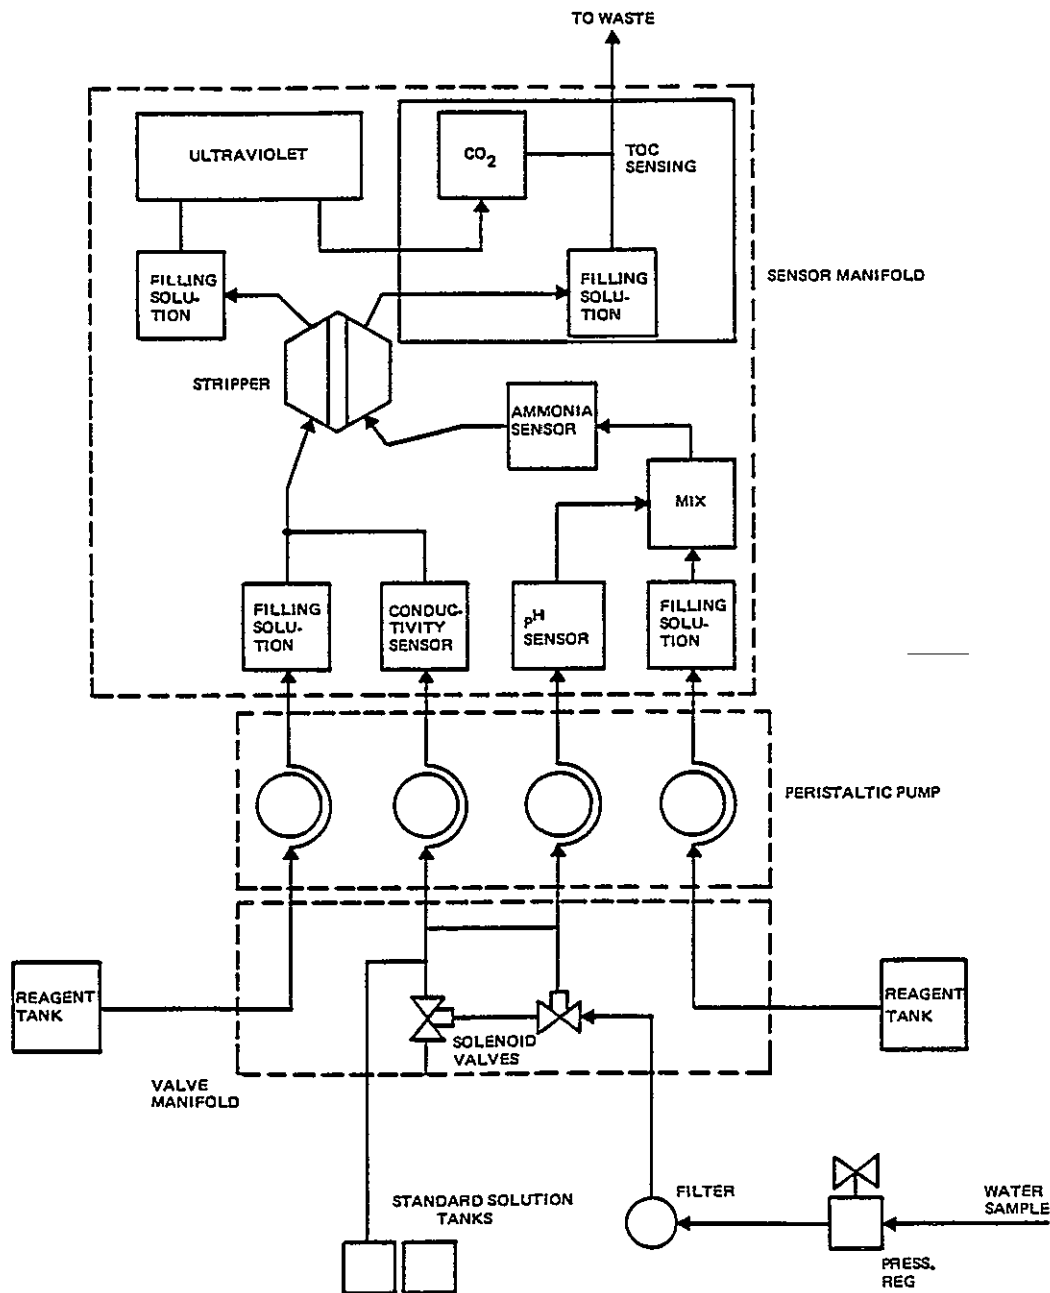 TO WASTE
ULTRAVIOLET
CO2
TOC
SENSING
FILLING
SOLU-
TION
FILLING
SOLU-
TION
SENSOR MANIFOLD
STRIPPER
AMMONIA
SENSOR
MIX
FILLING
SOLU-
TION
CONDUC-
TIVITY
SENSOR
pH
SENSOR
FILLING
SOLU-
TION
PERISTALTIC PUMP
REAGENT
TANK
SOLENOID
VALVES
REAGENT
TANK
VALVE
MANIFOLD
STANDARD SOLUTION
TANKS
FILTER
WATER
SAMPLE
PRESS.
REG